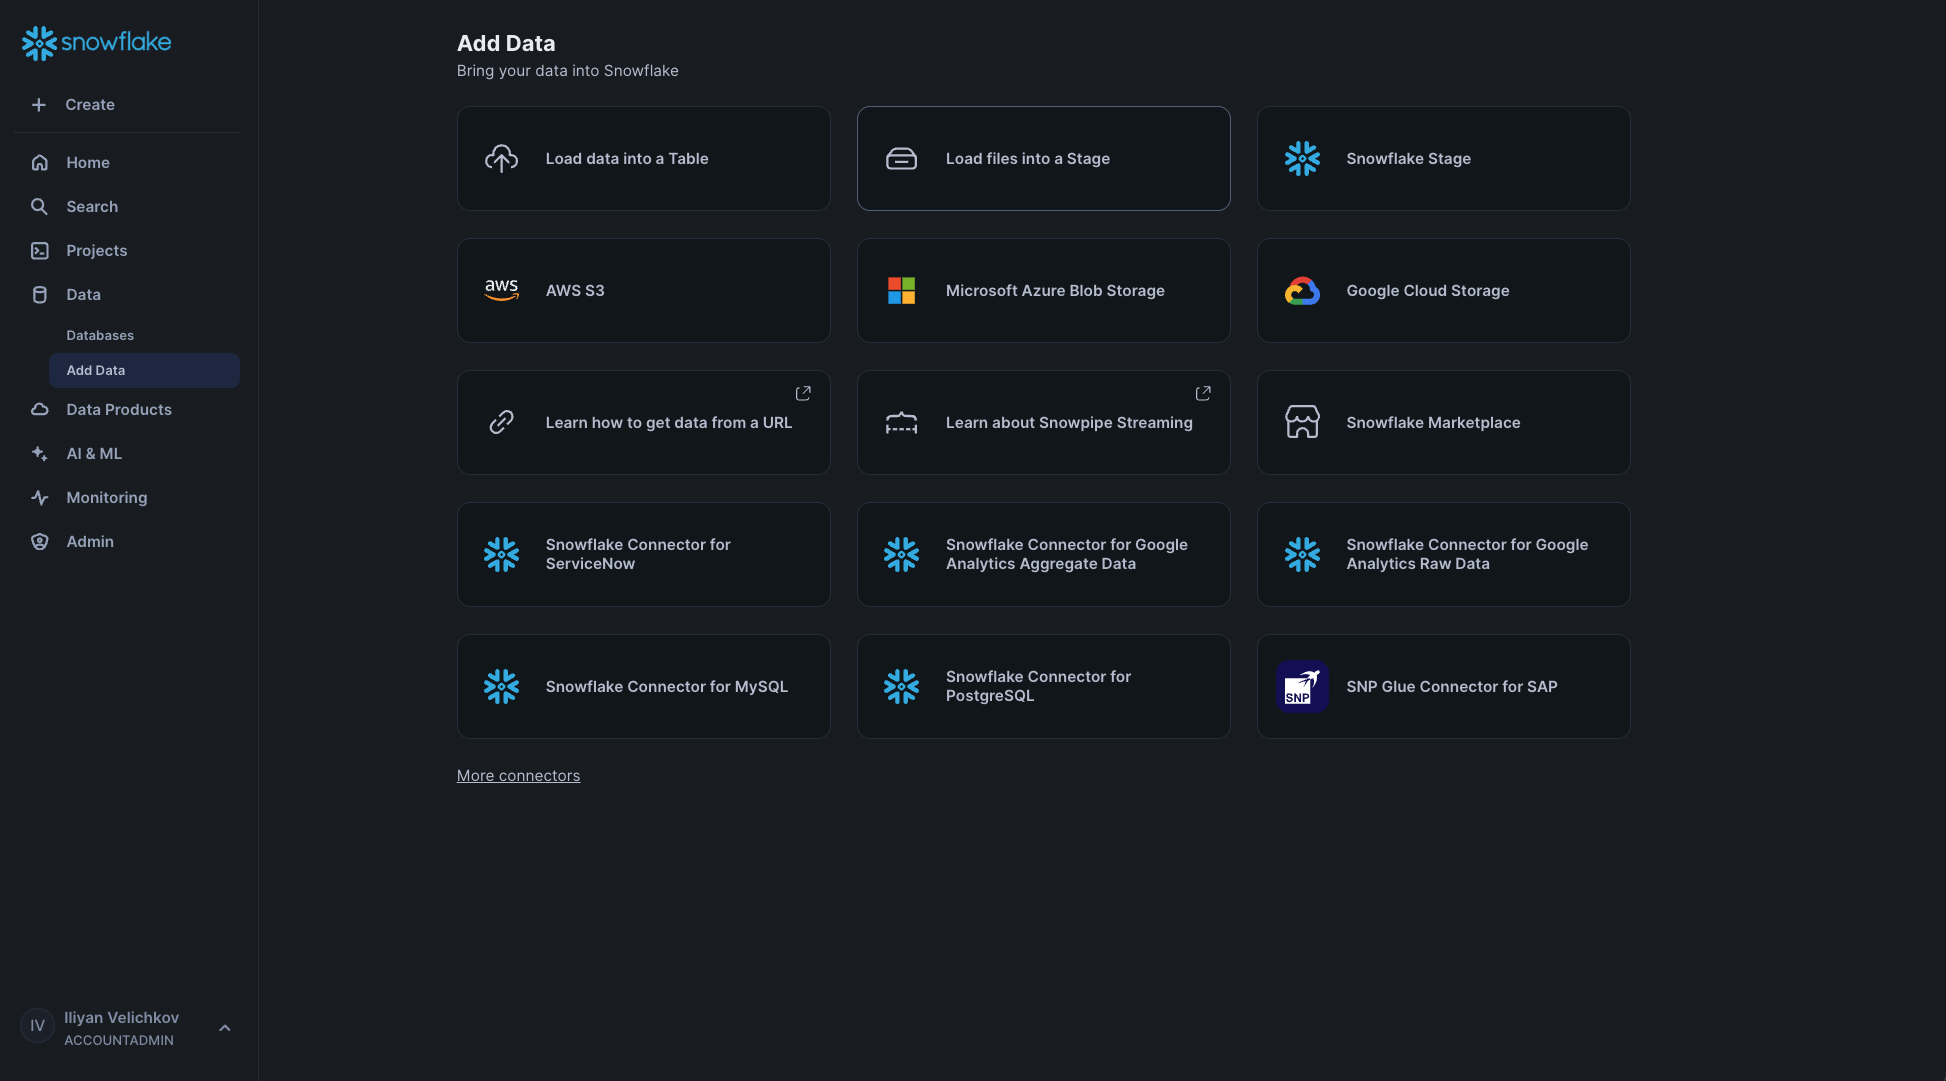 snowflake
Create
Home
Search
Projects
Data
Databases
Add Data
Data Products
AI & ML
Monitoring
Admin
IV
Iliyan Velichkov
ACCOUNTADMIN
Add Data
Bring your data into Snowflake
Load data into a Table
Load files into a Stage
Snowflake Stage
aws
AWS S3
Microsoft Azure Blob Storage
Google Cloud Storage
Learn how to get data from a URL
Learn about Snowpipe Streaming
Snowflake Marketplace
Snowflake Connector for
ServiceNow
Snowflake Connector for Google
Analytics Aggregate Data
Snowflake Connector for Google
Analytics Raw Data
Snowflake Connector for MySQL
Snowflake Connector for
PostgreSQL
SNP
SNP Glue Connector for SAP
More connectors